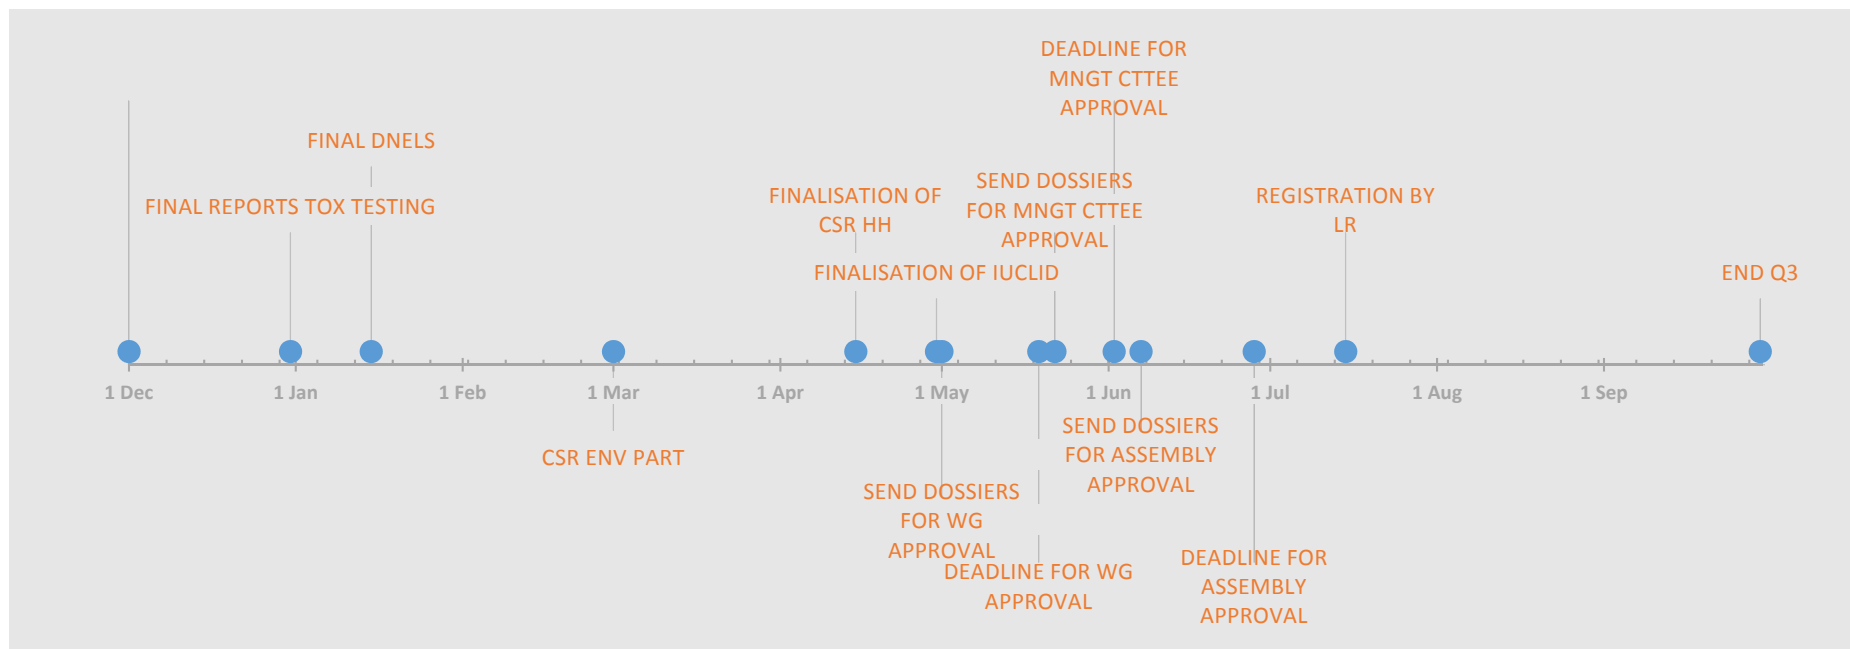 DEADLINE FOR
MNGT CTTEE
APPROVAL
FINAL DNELS
FINAL REPORTS TOX TESTING
FINALISATION OF
CSR HH
SEND DOSSIERS
FOR MNGT CTTEE
APPROVAL
REGISTRATION BY
LR
FINALISATION OF IUCLID
END Q3
1 Dec
1 Jan
1 Feb
1 Mar
1 Apr
1 May
1 Jun
1 Jul
1 Aug
1 Sep
CSR ENV PART
SEND DOSSIERS
FOR WG
APPROVAL
DEADLINE FOR WG
APPROVAL
SEND DOSSIERS
FOR ASSEMBLY
APPROVAL
DEADLINE FOR
ASSEMBLY
APPROVAL